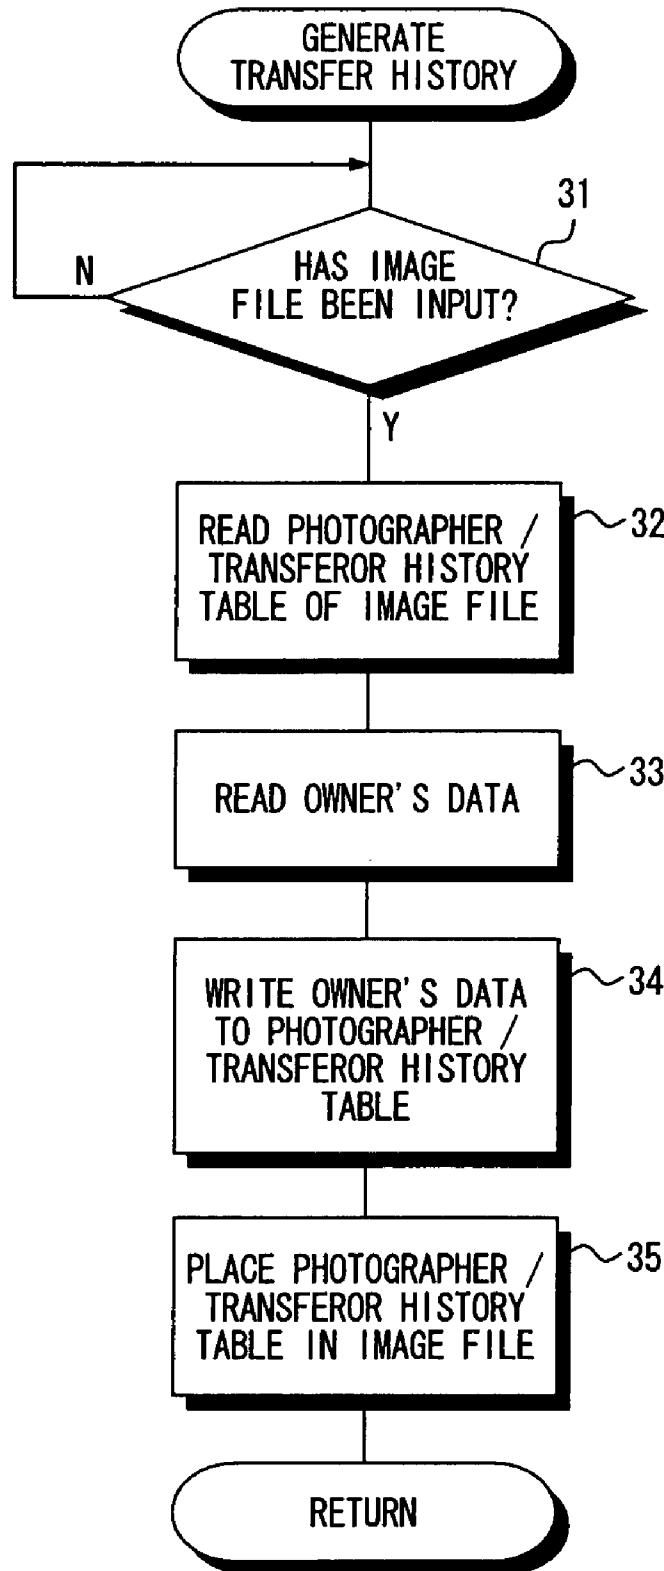 GENERATE
TRANSFER HISTORY
31
N
HAS IMAGE
FILE BEEN INPUT?
Y
32
READ PHOTOGRAPHER /
TRANSFEROR HISTORY
TABLE OF IMAGE FILE
33
READ OWNER'S DATA
34
WRITE OWNER'S DATA
TO PHOTOGRAPHER /
TRANSFEROR HISTORY
TABLE
35
PLACE PHOTOGRAPHER /
TRANSFEROR HISTORY
TABLE IN IMAGE FILE
RETURN